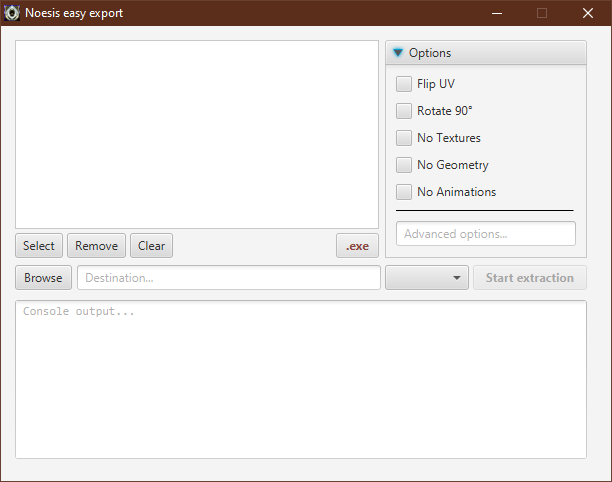 Noesis easy export
Options
Flip UV
Rotate 90°
No Textures
No Geometry
No Animations
Advanced options...
Select Remove Clear .exe
Browse Destination... Start extraction
Console output...